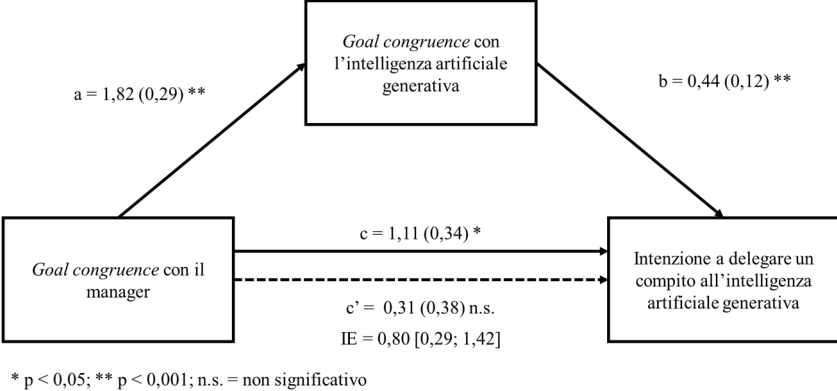 Goal congruence con
l’intelligenza artificiale
generativa
a = 1,82 (0,29) **
b = 0,44 (0,12) **
Goal congruence con il
manager
c = 1,11 (0,34) *
c’ = 0,31 (0,38) n.s.
IE = 0,80 [0,29; 1,42]
Intenzione a delegare un
compito all’intelligenza
artificiale generativa
* p < 0,05; ** p < 0,001; n.s. = non significativo